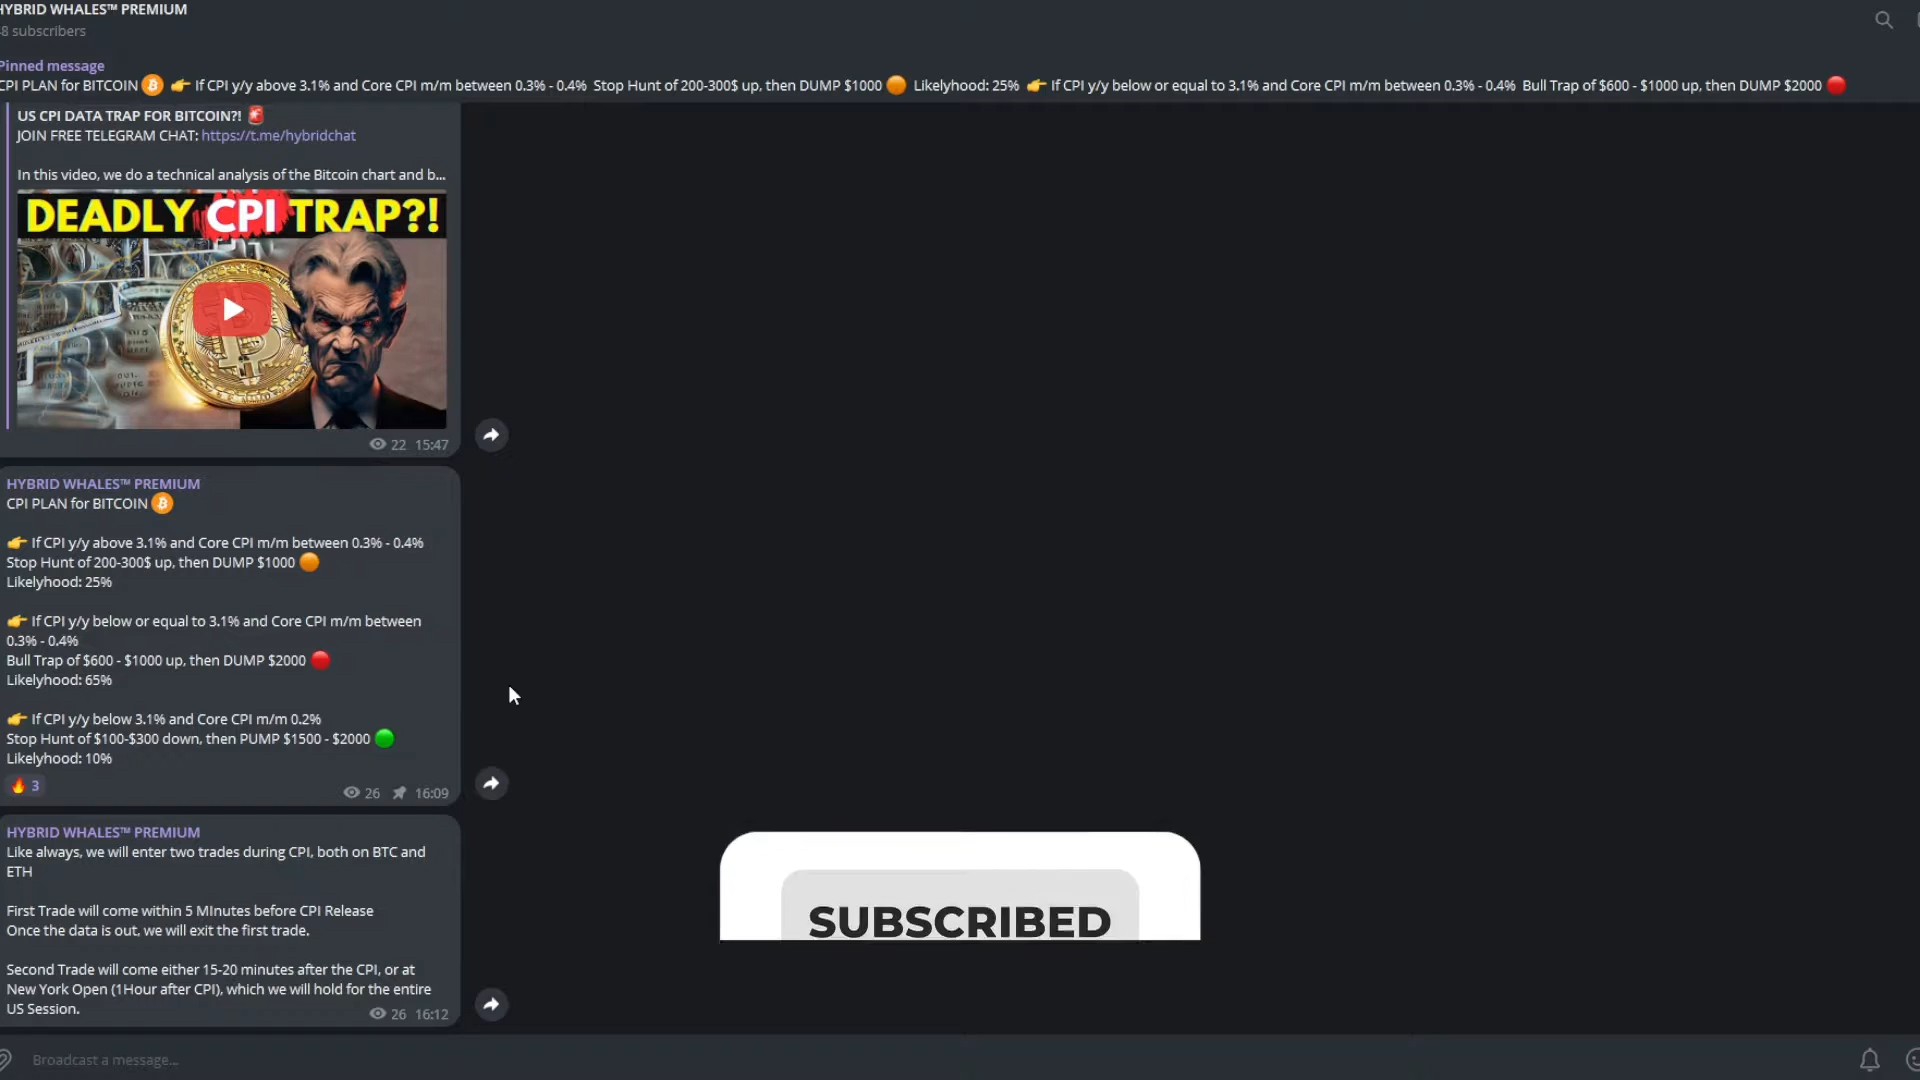 HYBRID WHALES™ PREMIUM
8 subscribers
Pinned message
CPI PLAN for BITCOIN 👉 If CPI y/y above 3.1% and Core CPI m/m between 0.3% - 0.4% Stop Hunt of 200-300$ up, then DUMP $1000 🟠 Likelyhood: 25% 👉 If CPI y/y below or equal to 3.1% and Core CPI m/m between 0.3% - 0.4% Bull Trap of $600 - $1000 up, then DUMP $2000 🔴
US CPI DATA TRAP FOR BITCOIN?! 🚨
JOIN FREE TELEGRAM CHAT: https://t.me/hybridchat
In this video, we do a technical analysis of the Bitcoin chart and b...
DEADLY CPI TRAP?!
22 15:47
HYBRID WHALES™ PREMIUM
CPI PLAN for BITCOIN
👉 If CPI y/y above 3.1% and Core CPI m/m between 0.3% - 0.4%
Stop Hunt of 200-300$ up, then DUMP $1000 🟠
Likelyhood: 25%
👉 If CPI y/y below or equal to 3.1% and Core CPI m/m between
0.3% - 0.4%
Bull Trap of $600 - $1000 up, then DUMP $2000 🔴
Likelyhood: 65%
👉 If CPI y/y below 3.1% and Core CPI m/m 0.2%
Stop Hunt of $100-$300 down, then PUMP $1500 - $2000 🟢
Likelyhood: 10%
🔥 3
26 16:09
HYBRID WHALES™ PREMIUM
Like always, we will enter two trades during CPI, both on BTC and
ETH
First Trade will come within 5 MInutes before CPI Release
Once the data is out, we will exit the first trade.
Second Trade will come either 15-20 minutes after the CPI, or at
New York Open (1Hour after CPI), which we will hold for the entire
US Session.
26 16:12
SUBSCRIBED
Broadcast a message...